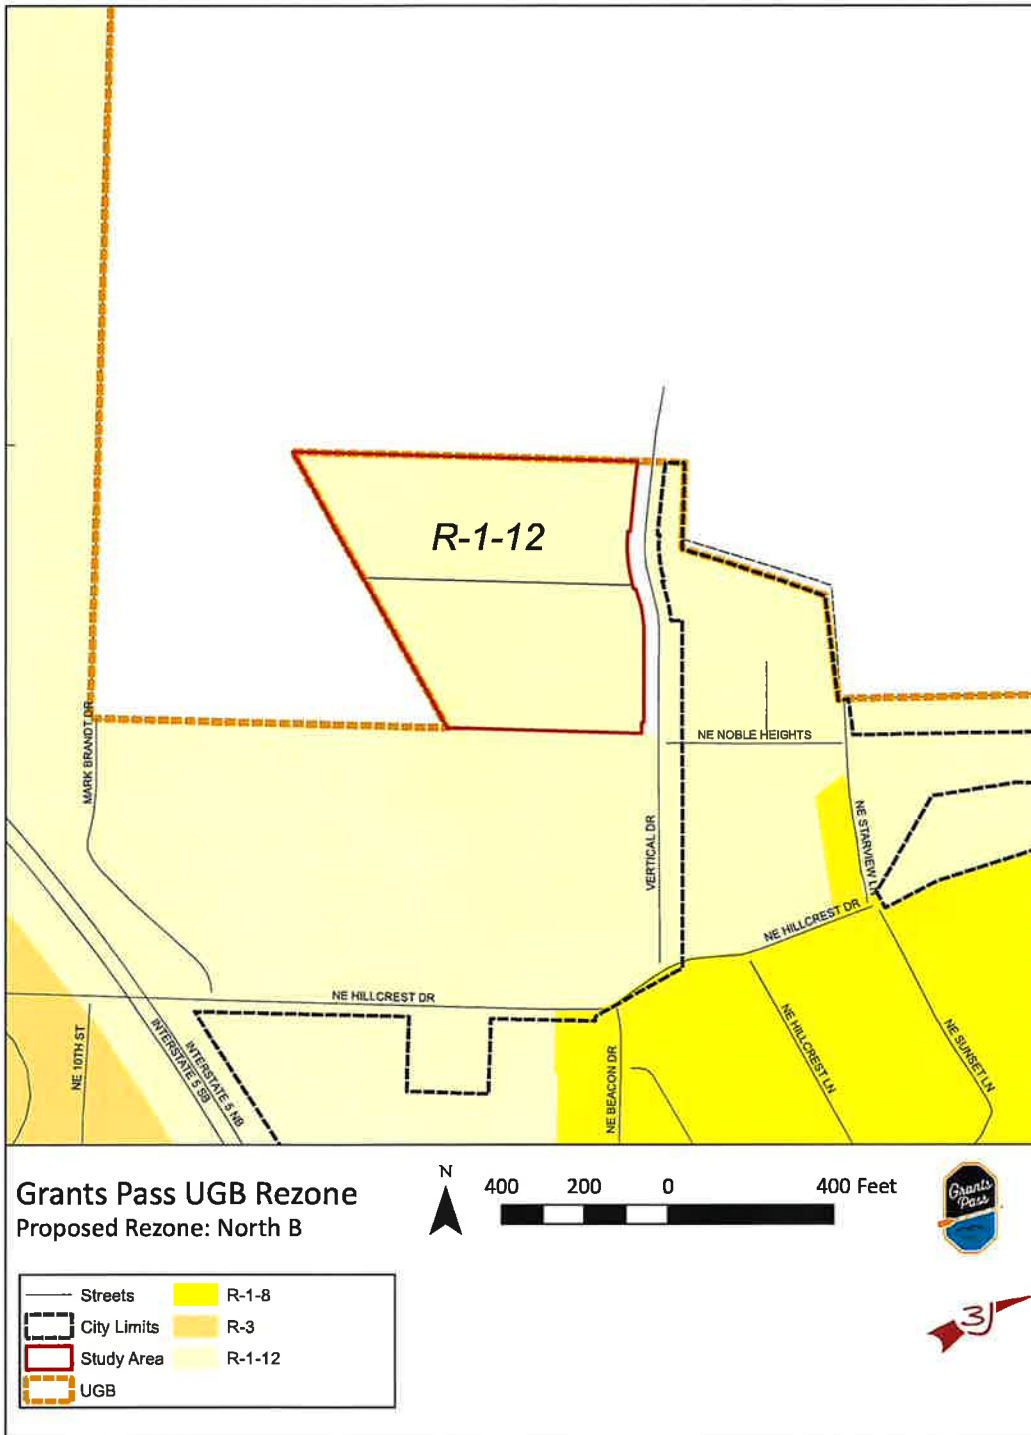 R-1-12
MARK BRANDT DR
NE NOBLE HEIGHTS
VERTICAL DR
NE STARVIEW LN
NE HILLCREST DR
NE HILLCREST DR
NE 10TH ST
INTERSTATE 5 SB
INTERSTATE 5 NB
NE BEACON DR
NE HILLCREST LN
NE SUNSET LN
Grants Pass UGB Rezone
Proposed Rezone: North B
N
400 200 0 400 Feet
Grants
Pass
3J
Streets
City Limits
Study Area
UGB
R-1-8
R-3
R-1-12